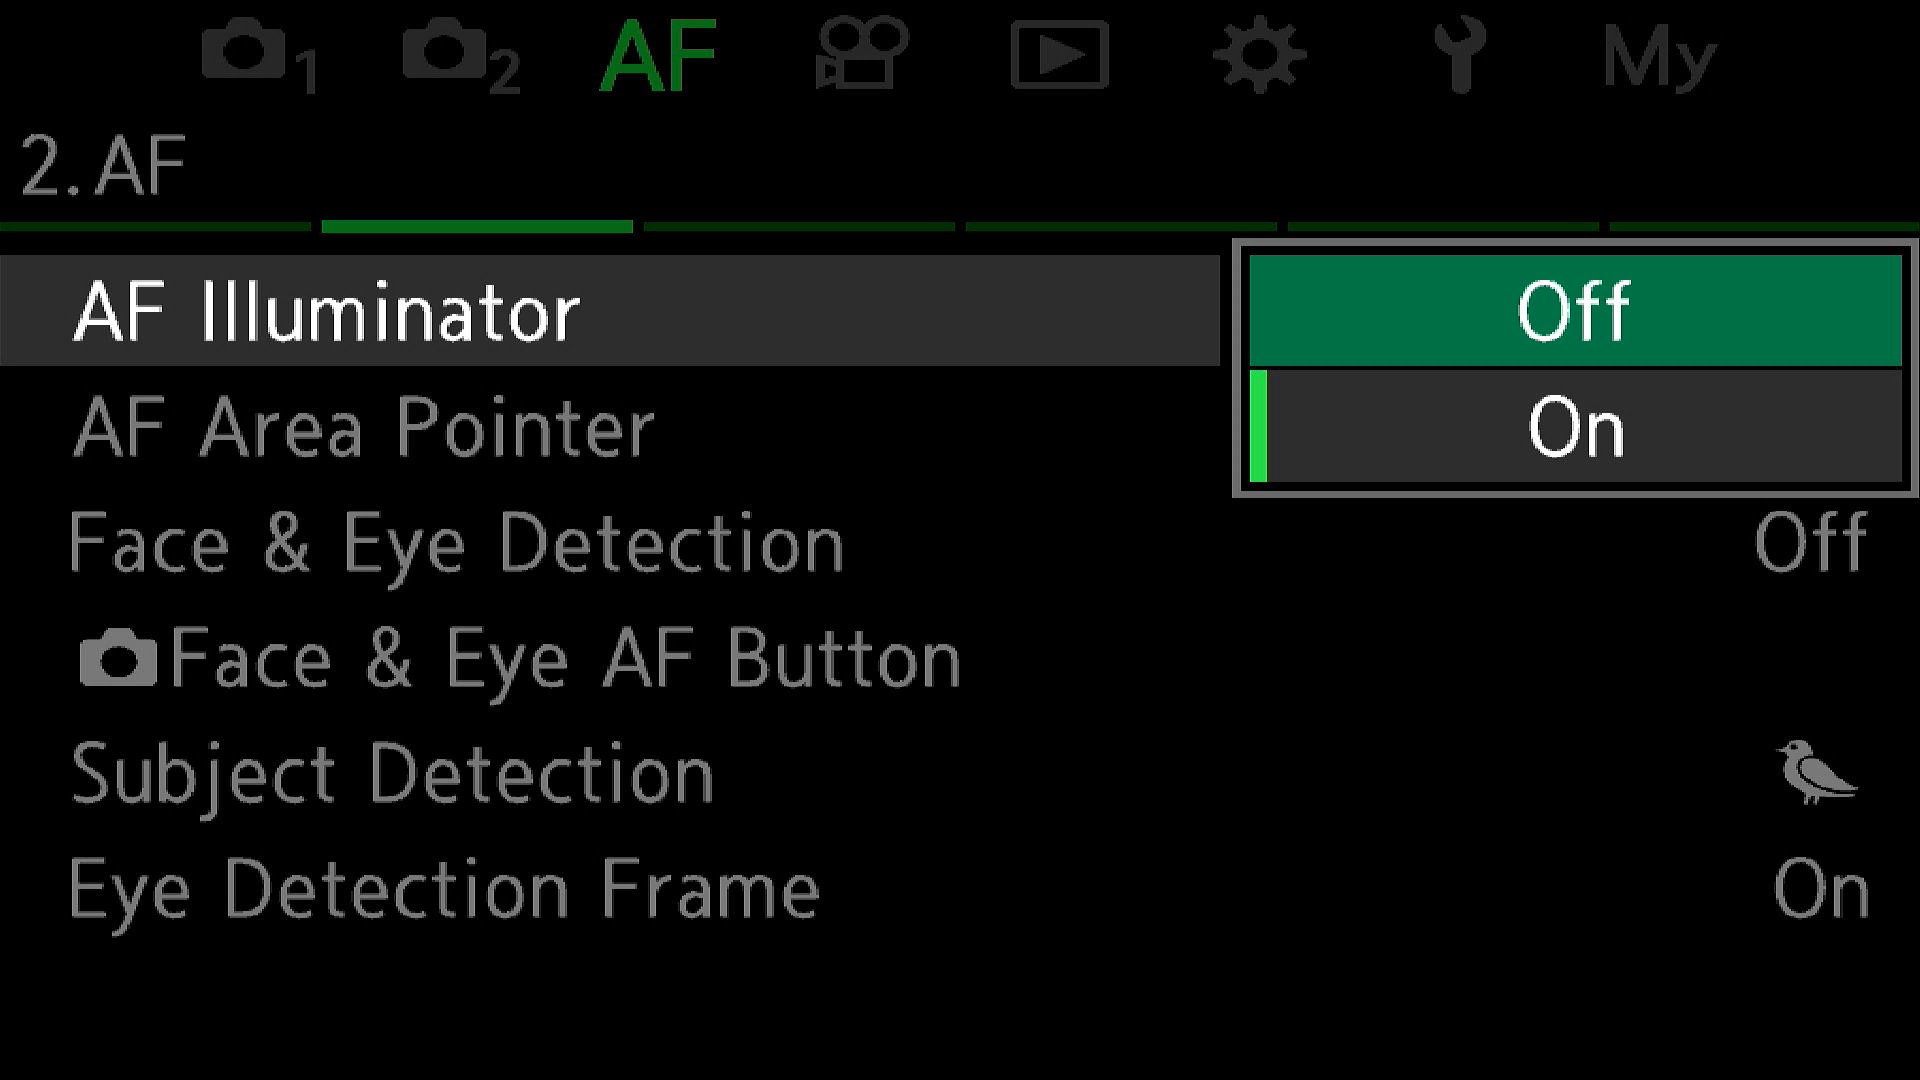 1 2 AF My
2. AF
AF Illuminator Off
On
AF Area Pointer
Face & Eye Detection Off
Face & Eye AF Button
Subject Detection
Eye Detection Frame On